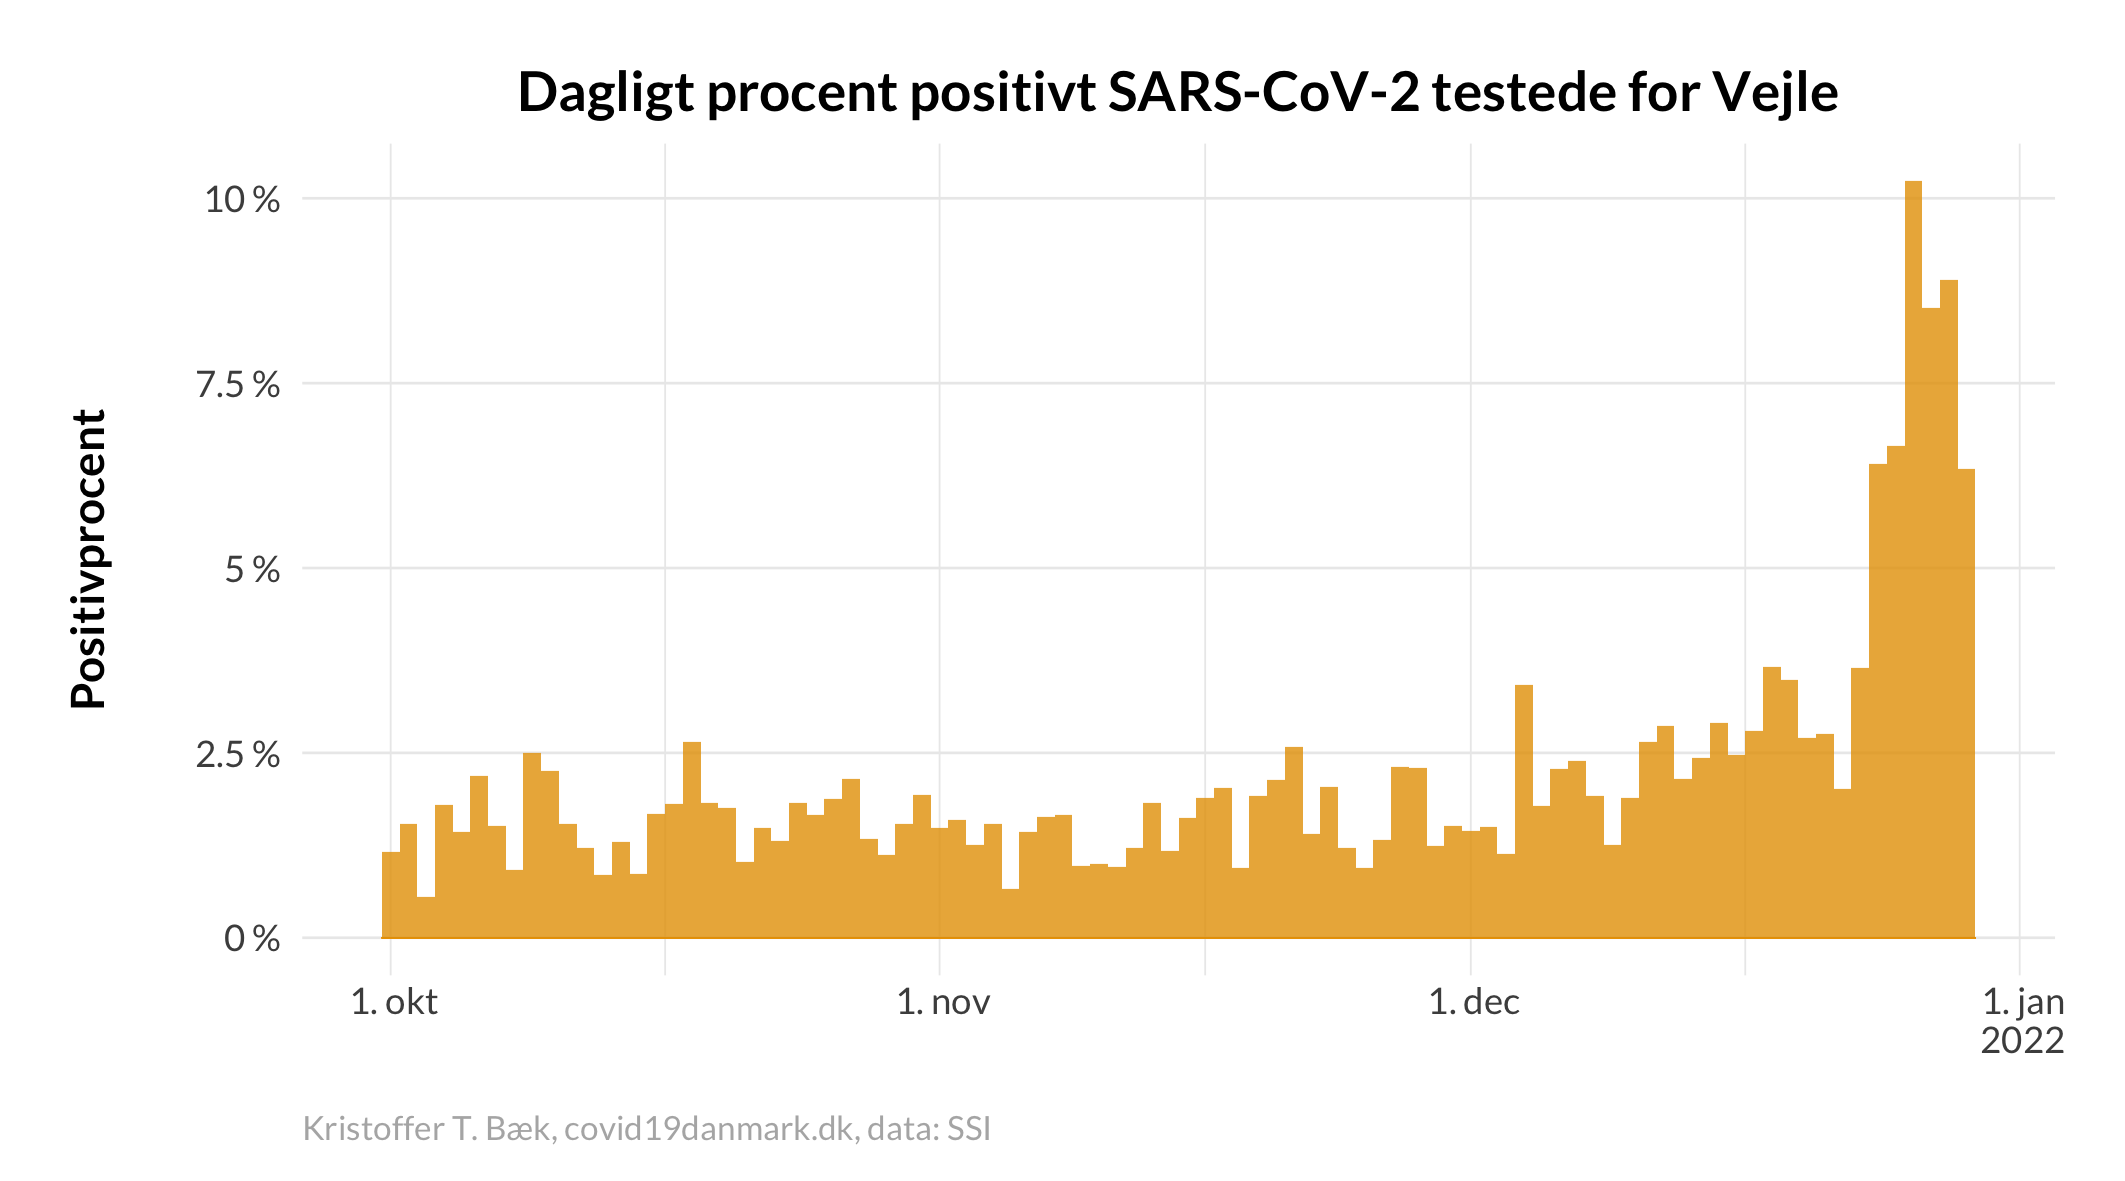 Dagligt procent positivt SARS-CoV-2 testede for Vejle
Positivprocent
10 %
7.5 %
5 %
2.5 %
0 %
1. okt
1. nov
1. dec
1. jan
2022
Kristoffer T. Bæk, covid19danmark.dk, data: SSI